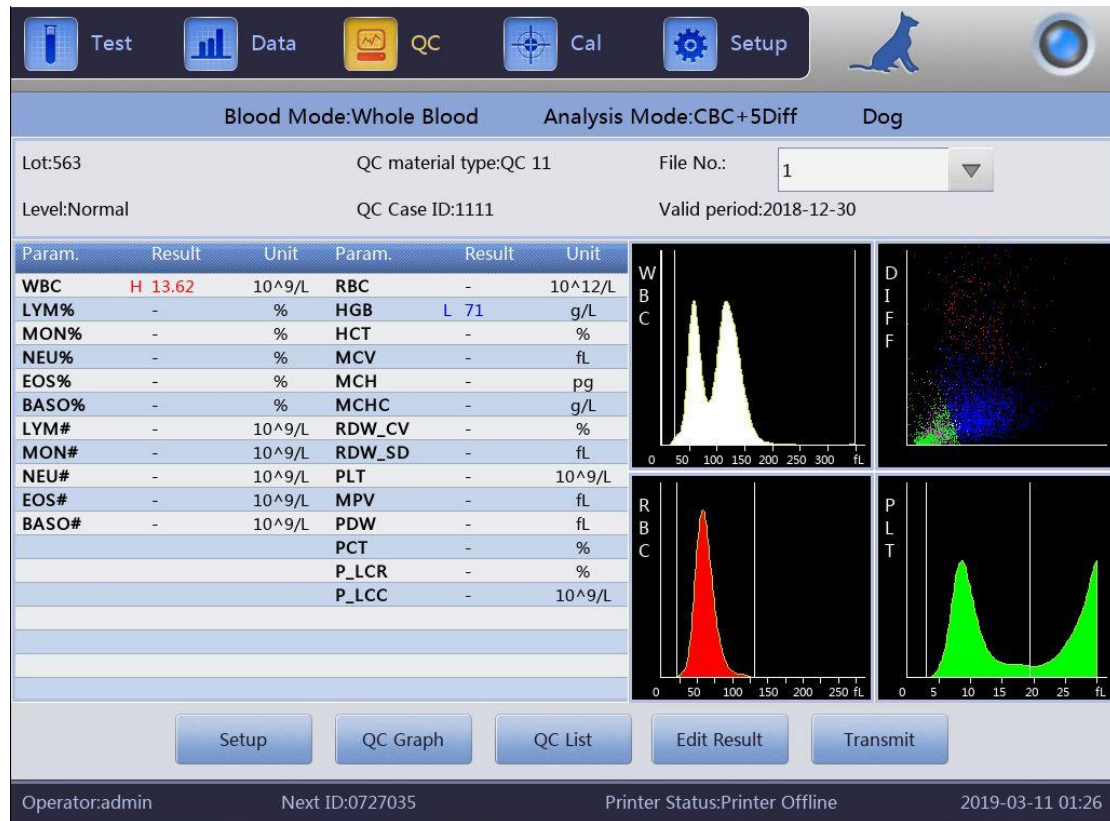 Test Data QC Cal Setup
Blood Mode:Whole Blood Analysis Mode:CBC+5Diff Dog
Lot:563 QC material type:QC 11 File No.: 1
Level:Normal QC Case ID:1111 Valid period:2018-12-30
Param. Result Unit Param. Result Unit
WBC H 13.62 10^9/L RBC - 10^12/L
LYM% - % HGB L 71 g/L
MON% - % HCT - %
NEU% - % MCV - fL
EOS% - % MCH - pg
BASO% - % MCHC - g/L
LYM# - 10^9/L RDW_CV - %
MON# - 10^9/L RDW_SD - fL
NEU# - 10^9/L PLT - 10^9/L
EOS# - 10^9/L MPV - fL
BASO# - 10^9/L PDW - fL
PCT - %
P_LCR - %
P_LCC - 10^9/L
WBC
0 50 100 150 200 250 300 fL
DIFF
RBC
0 50 100 150 200 250 fL
PLT
0 5 10 15 20 25 fL
Setup QC Graph QC List Edit Result Transmit
Operator:admin Next ID:0727035 Printer Status:Printer Offline 2019-03-11 01:26